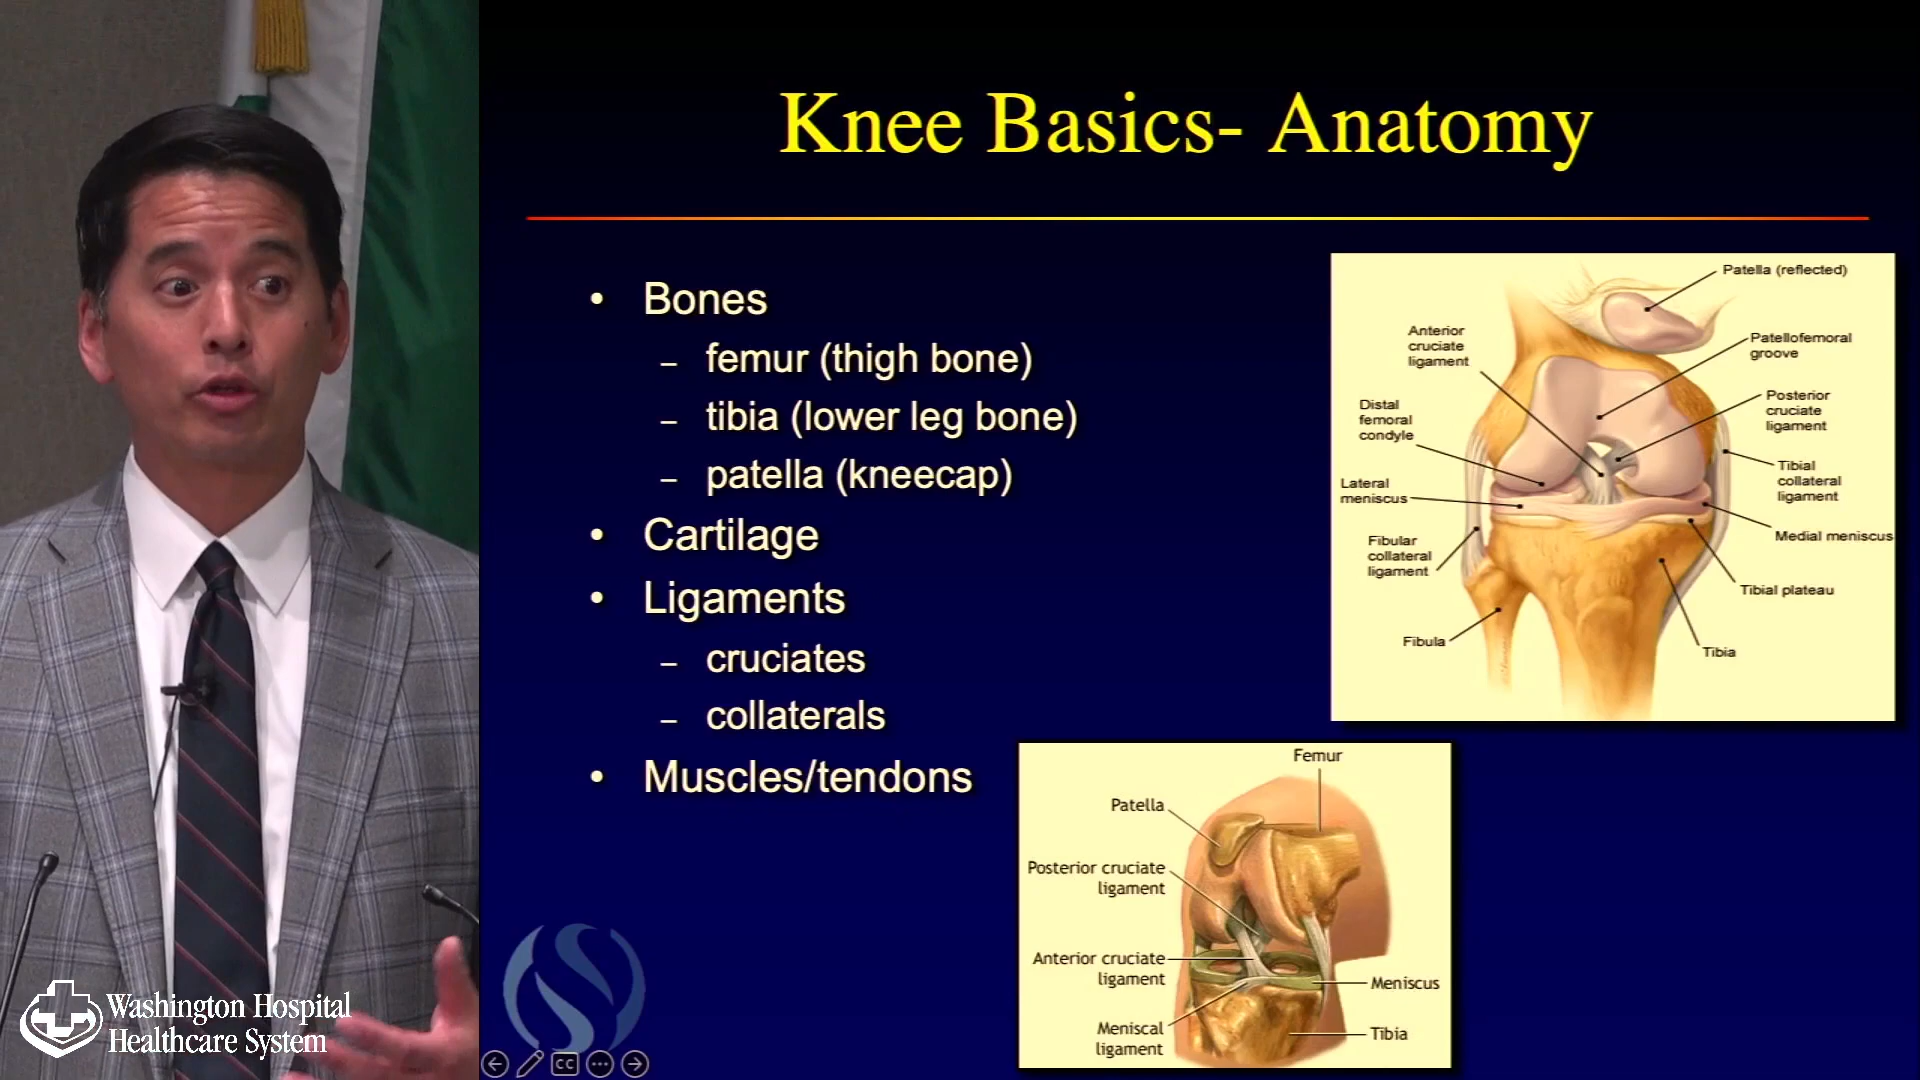 Knee Basics- Anatomy
• Bones
– femur (thigh bone)
– tibia (lower leg bone)
– patella (kneecap)
• Cartilage
• Ligaments
– cruciates
– collaterals
• Muscles/tendons
Patella (reflected)
Anterior
cruciate
ligament
Patellofemoral
groove
Distal
femoral
condyle
Posterior
cruciate
ligament
Lateral
meniscus
Tibial
collateral
ligament
Fibular
collateral
ligament
Medial meniscus
Tibial plateau
Fibula
Tibia
Femur
Patella
Posterior cruciate
ligament
Anterior cruciate
ligament
Meniscus
Meniscal
ligament
Tibia
Washington Hospital
Healthcare System
CC